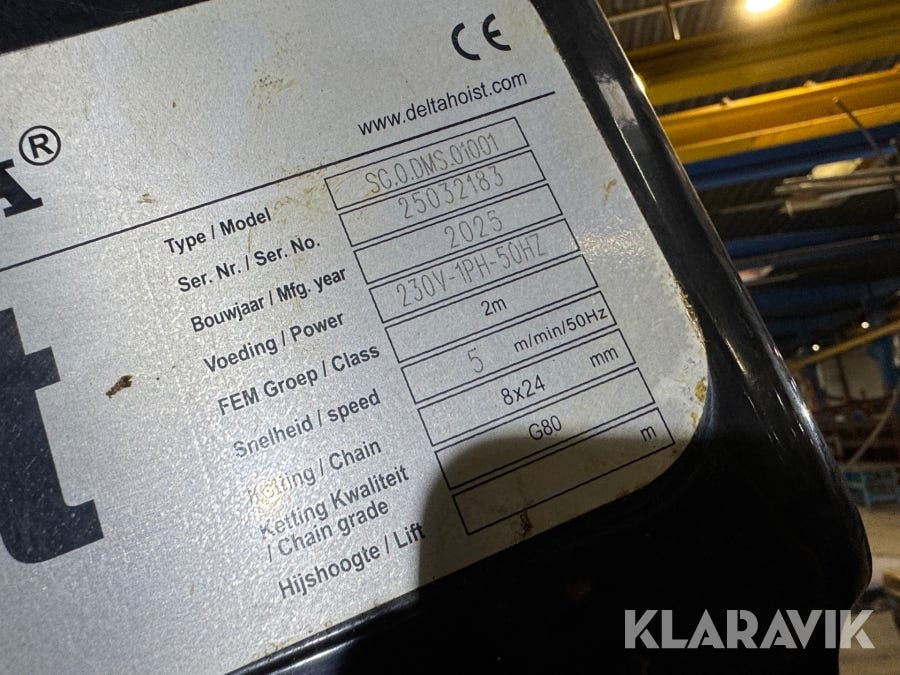 CE
www.deltahoist.com
®
Type / Model SC.O.DMS.01001
Ser. Nr. / Ser. No. 25032183
Bouwjaar / Mfg. year 2025
Voeding / Power 230V-1PH-50HZ
FEM Groep / Class 2m
Snelheid / speed 5 m/min/50Hz
Ketting / Chain 8x24 mm
Ketting Kwaliteit
/ Chain grade G80
Hijshoogte / Lift m
t
KLARAVIK